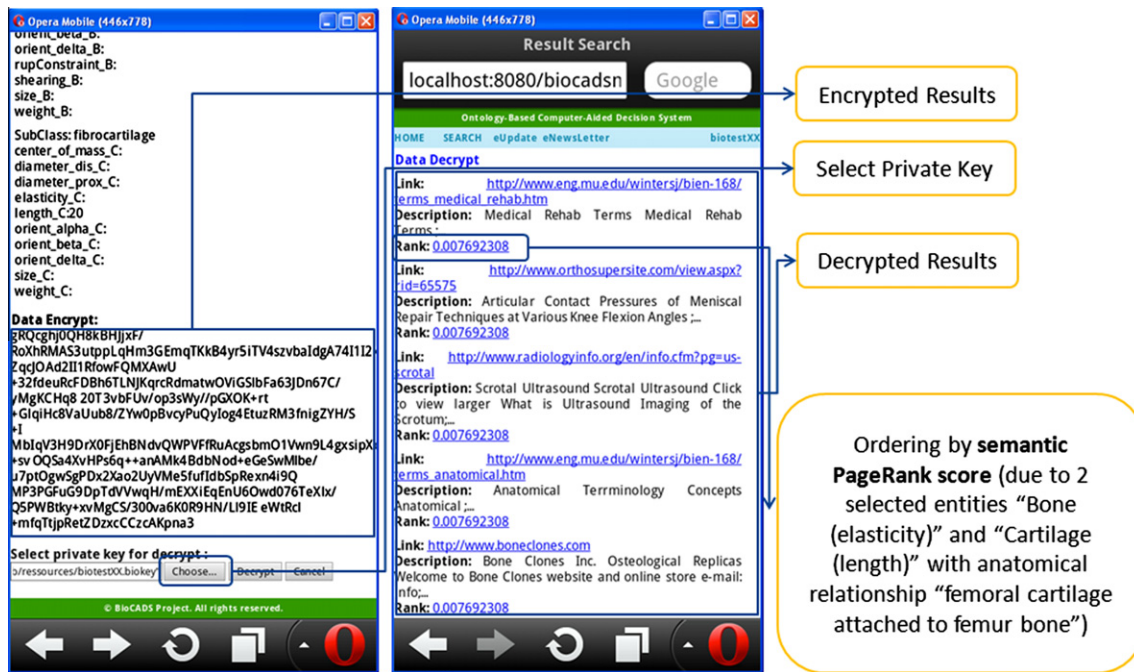 Opera Mobile (446x778)
orient_beta_B:
orient_delta_B:
rupConstraint_B:
shearing_B:
size_B:
weight_B:
SubClass: fibrocartilage
center_of_mass_C:
diameter_dis_C:
diameter_prox_C:
elasticity_C:
length_C:20
orient_alpha_C:
orient_beta_C:
orient_delta_C:
size_C:
weight_C:
Data Encrypt:
gRQcghj0QH8kBHJjxF/
RoXhRMAS3utppLqHm3GEmqTKkB4yr5iTV4szvbaIdgA74I1I2
ZqcJOAd2II1RfowFQMXAwU
+32fdeuRcFDBh6TLNJKqrcRdmatwOViGSlbFa63JDn67C/
yMgKCHq8 20T3vbFUv/op3sWy//pGXOK+rt
+GIqiHc8VaUub8/ZYw0pBvcyPuQyIog4EtuzRM3fnigZYH/S
+I
MbIqV3H9DrX0FjEhBNdvQWPVFfRuAcgsbmO1Vwn9L4gxsipX
+sv OQSa4XvHPs6q++anAMk4BdbNod+eGeSwMlbe/
u7ptOgwSgPDx2Xao2UyVMe5fufIdbSpRexn4i9Q
MP3PGFuG9DpTdVVwqH/mEXXiEqEnU6Owd076TeXlx/
Q5PWBtky+xvMgCS/300va6K0R9HN/LI9IE eWtRcI
+mfqTtjpRetZDzxcCCzcAKpna3
Select private key for decrypt :
o/ressources/biotestXX.biokey Choose... Decrypt Cancel
© BioCADS Project. All rights reserved.
Opera Mobile (446x778)
Result Search
localhost:8080/biocadsn Google
Ontology-Based Computer-Aided Decision System
HOME SEARCH eUpdate eNewsLetter biotestXX
Data Decrypt
Link: http://www.eng.mu.edu/wintersj/bien-168/
terms_medical_rehab.htm
Description: Medical Rehab Terms Medical Rehab
Terms ;
Rank: 0.007692308
Link: http://www.orthosupersite.com/view.aspx?
rid=65575
Description: Articular Contact Pressures of Meniscal
Repair Techniques at Various Knee Flexion Angles ;...
Rank: 0.007692308
Link: http://www.radiologyinfo.org/en/info.cfm?pg=us-
scrotal
Description: Scrotal Ultrasound Scrotal Ultrasound Click
to view larger What is Ultrasound Imaging of the
Scrotum;...
Rank: 0.007692308
Link: http://www.eng.mu.edu/wintersj/bien-168/
terms_anatomical.htm
Description: Anatomical Terrminology Concepts
Anatomical ;...
Rank: 0.007692308
Link: http://www.boneclones.com
Description: Bone Clones Inc. Osteological Replicas
Welcome to Bone Clones website and online store e-mail:
info;...
Rank: 0.007692308
Encrypted Results
Select Private Key
Decrypted Results
Ordering by semantic
PageRank score (due to 2
selected entities “Bone
(elasticity)” and “Cartilage
(length)” with anatomical
relationship “femoral cartilage
attached to femur bone”)